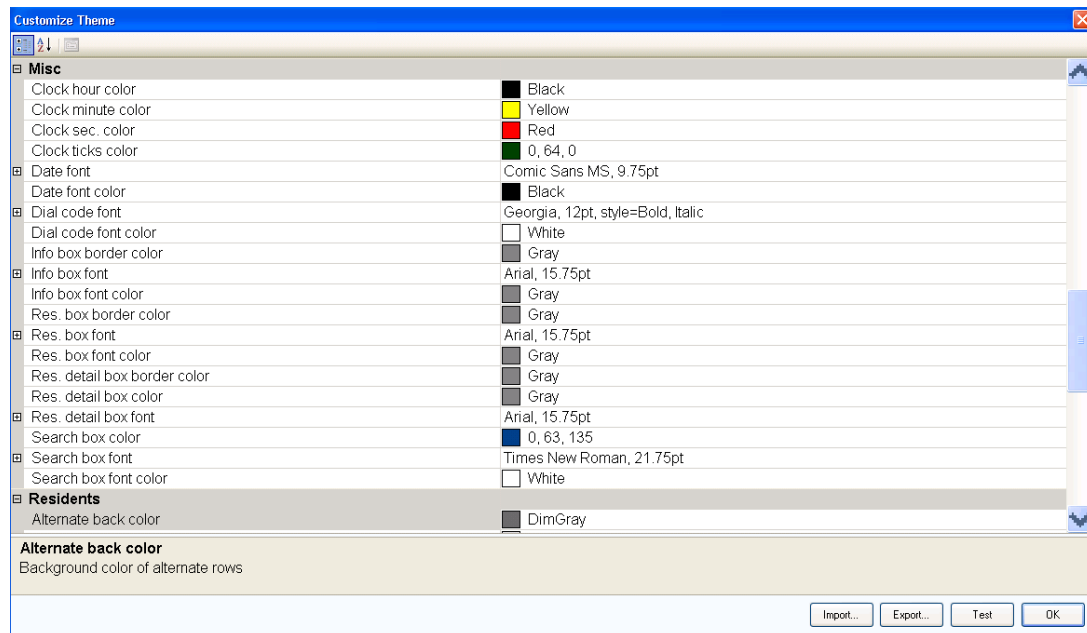 Customize Theme
Misc
Clock hour color Black
Clock minute color Yellow
Clock sec. color Red
Clock ticks color 0, 64, 0
Date font Comic Sans MS, 9.75pt
Date font color Black
Dial code font Georgia, 12pt, style=Bold, Italic
Dial code font color White
Info box border color Gray
Info box font Arial, 15.75pt
Info box font color Gray
Res. box border color Gray
Res. box font Arial, 15.75pt
Res. box font color Gray
Res. detail box border color Gray
Res. detail box color Gray
Res. detail box font Arial, 15.75pt
Search box color 0, 63, 135
Search box font Times New Roman, 21.75pt
Search box font color White
Residents
Alternate back color DimGray
Alternate back color
Background color of alternate rows
Import... Export... Test OK